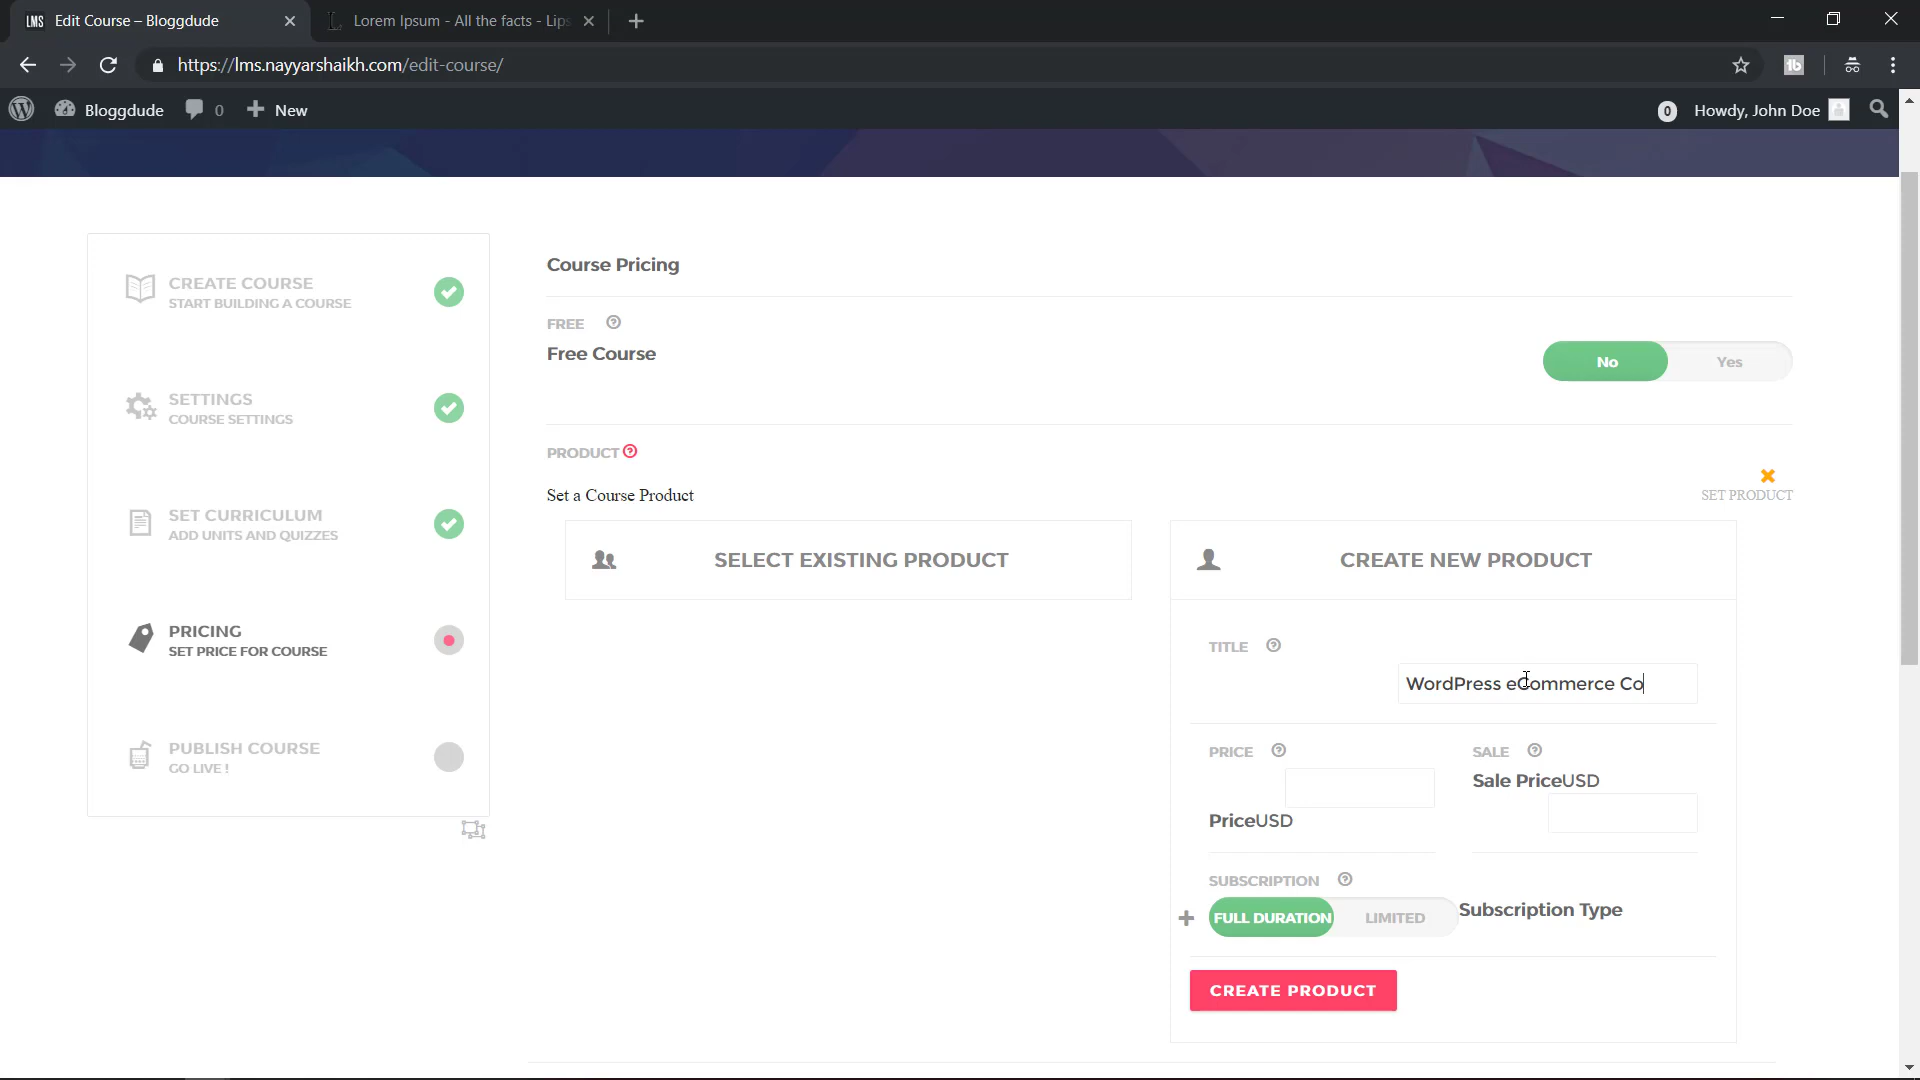 LMS Edit Course – Bloggdude
L Lorem Ipsum - All the facts - Lips
https://lms.nayyarshaikh.com/edit-course/
tb
Bloggdude 0 New
0 Howdy, John Doe
CREATE COURSE
START BUILDING A COURSE
SETTINGS
COURSE SETTINGS
SET CURRICULUM
ADD UNITS AND QUIZZES
PRICING
SET PRICE FOR COURSE
PUBLISH COURSE
GO LIVE !
Course Pricing
FREE
Free Course
No Yes
PRODUCT
Set a Course Product
SET PRODUCT
SELECT EXISTING PRODUCT
CREATE NEW PRODUCT
TITLE
WordPress eCommerce Co
PRICE
PriceUSD
SALE
Sale PriceUSD
SUBSCRIPTION
FULL DURATION LIMITED Subscription Type
CREATE PRODUCT